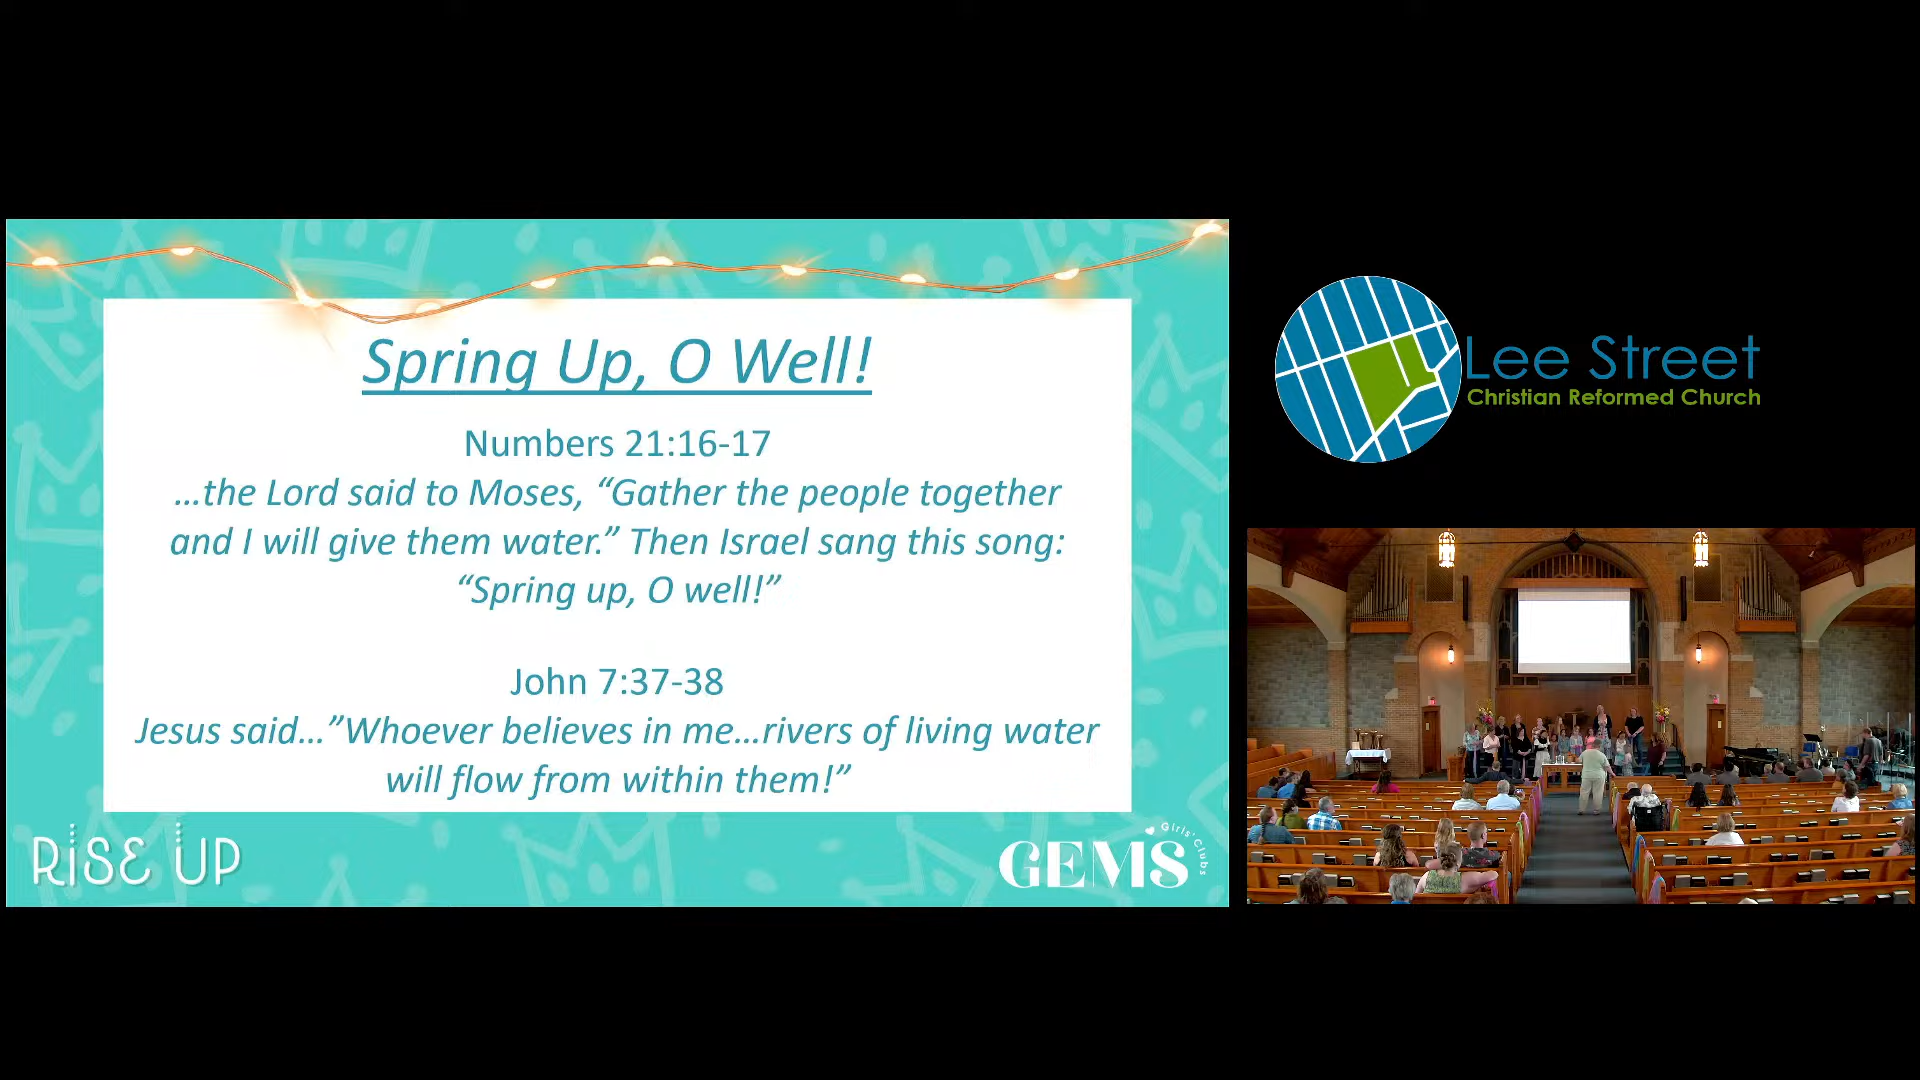 Spring Up, O Well!
Numbers 21:16-17
…the Lord said to Moses, “Gather the people together
and I will give them water.” Then Israel sang this song:
“Spring up, O well!”
John 7:37-38
Jesus said…”Whoever believes in me…rivers of living water
will flow from within them!”
RISE UP
GEMS
Girls' Clubs
Lee Street
Christian Reformed Church